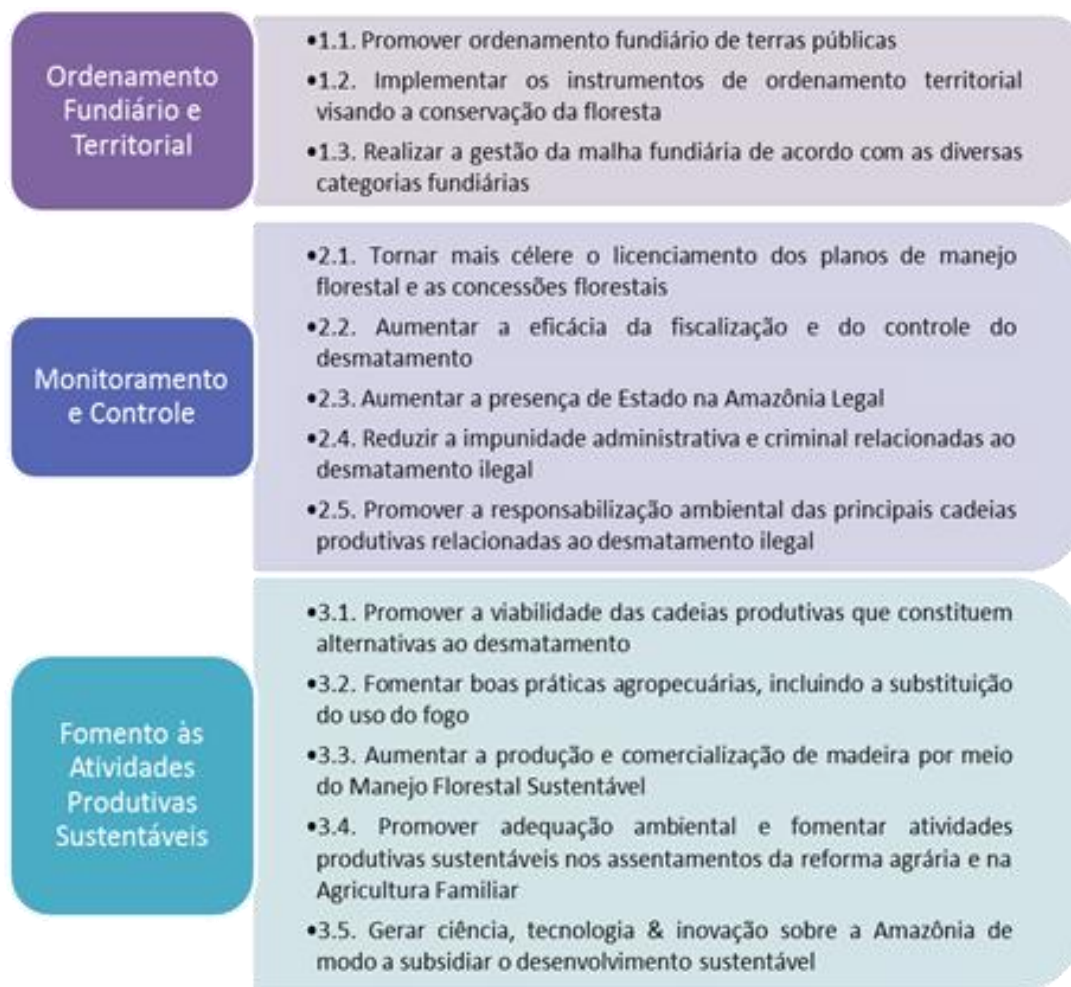 Ordenamento
Fundiário e
Territorial
•1.1. Promover ordenamento fundiário de terras públicas
•1.2. Implementar os instrumentos de ordenamento territorial
visando a conservação da floresta
•1.3. Realizar a gestão da malha fundiária de acordo com as diversas
categorias fundiárias
Monitoramento
e Controle
•2.1. Tornar mais célere o licenciamento dos planos de manejo
florestal e as concessões florestais
•2.2. Aumentar a eficácia da fiscalização e do controle do
desmatamento
•2.3. Aumentar a presença de Estado na Amazônia Legal
•2.4. Reduzir a impunidade administrativa e criminal relacionadas ao
desmatamento ilegal
•2.5. Promover a responsabilização ambiental das principais cadeias
produtivas relacionadas ao desmatamento ilegal
Fomento às
Atividades
Produtivas
Sustentáveis
•3.1. Promover a viabilidade das cadeias produtivas que constituem
alternativas ao desmatamento
•3.2. Fomentar boas práticas agropecuárias, incluindo a substituição
do uso do fogo
•3.3. Aumentar a produção e comercialização de madeira por meio
do Manejo Florestal Sustentável
•3.4. Promover adequação ambiental e fomentar atividades
produtivas sustentáveis nos assentamentos da reforma agrária e na
Agricultura Familiar
•3.5. Gerar ciência, tecnologia & inovação sobre a Amazônia de
modo a subsidiar o desenvolvimento sustentável